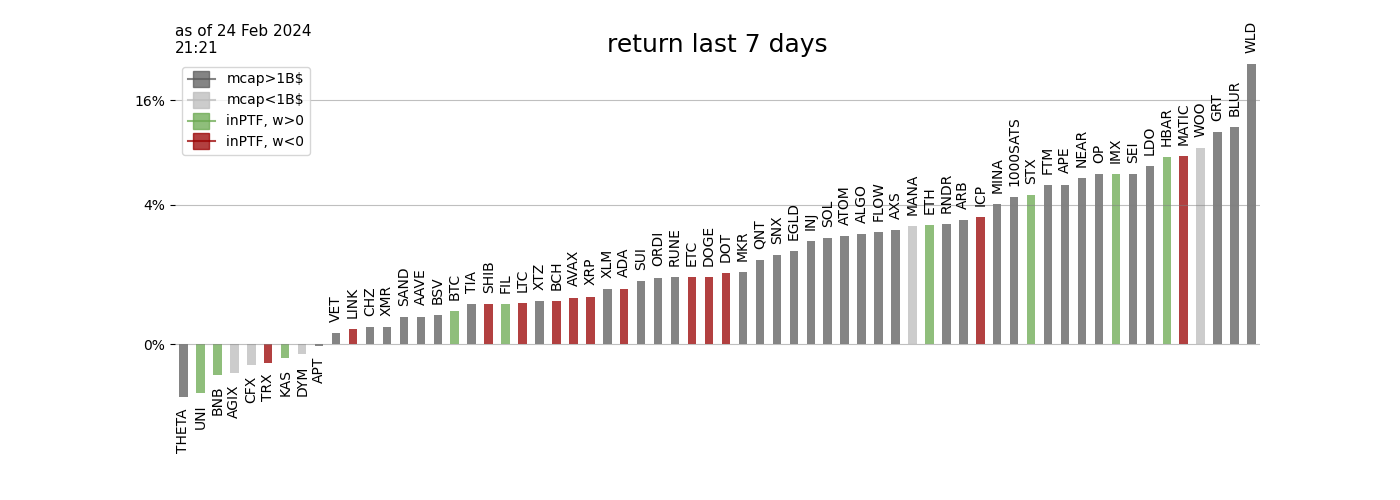 as of 24 Feb 2024
21:21
return last 7 days
mcap>1B$
mcap<1B$
inPTF, w>0
inPTF, w<0
16%
4%
0%
THETA
UNI
BNB
AGIX
CFX
TRX
KAS
DYM
APT
VET
LINK
CHZ
XMR
SAND
AAVE
BSV
BTC
TIA
SHIB
FIL
LTC
XTZ
BCH
AVAX
XRP
XLM
ADA
SUI
ORDI
RUNE
ETC
DOGE
DOT
MKR
QNT
SNX
EGLD
INJ
SOL
ATOM
ALGO
FLOW
AXS
MANA
ETH
RNDR
ARB
ICP
MINA
1000SATS
STX
FTM
APE
NEAR
OP
IMX
SEI
LDO
HBAR
MATIC
WOO
GRT
BLUR
WLD